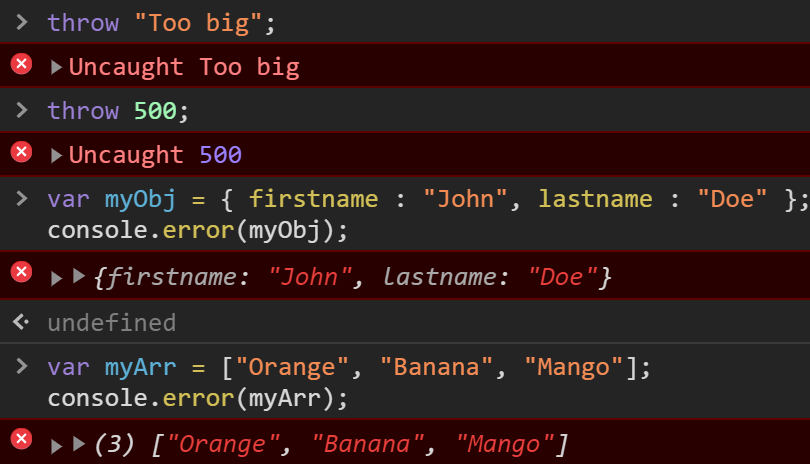 > throw "Too big";
▶Uncaught Too big
> throw 500;
▶Uncaught 500
> var myObj = { firstname : "John", lastname : "Doe" };
console.error(myObj);
▶▶{firstname: "John", lastname: "Doe"}
undefined
> var myArr = ["Orange", "Banana", "Mango"];
console.error(myArr);
▶▶(3) ["Orange", "Banana", "Mango"]